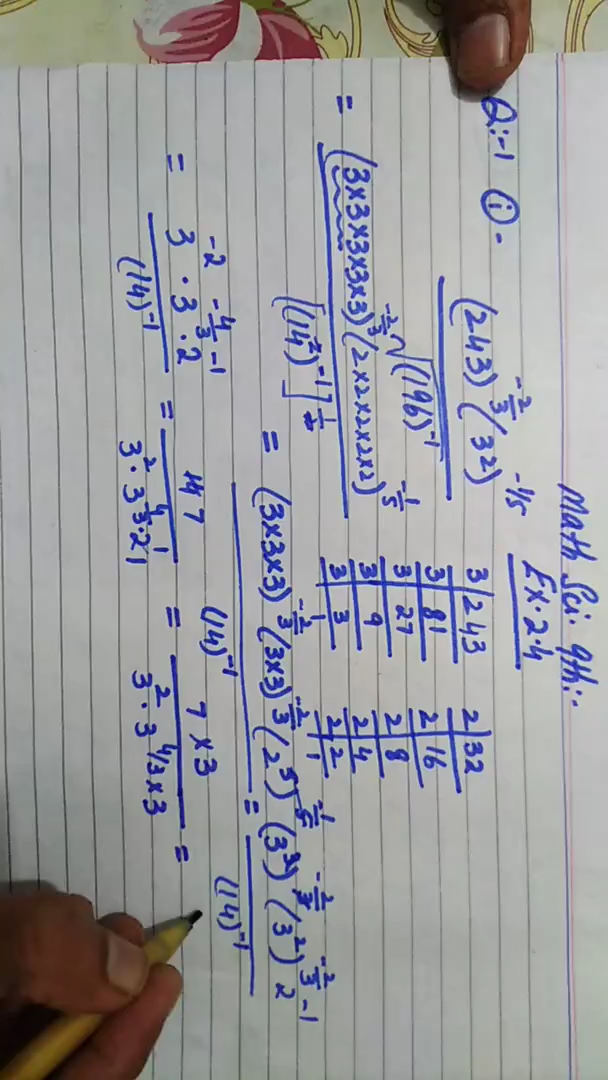 Math Sci. 9th:-
Ex. 2.4
Q:-1 ① - (243)^{-2/3} (32)^{-1/5} / √(196)^{-1}
3 | 243
3 | 81
3 | 27
3 | 9
3 | 3
2 | 32
2 | 16
2 | 8
2 | 4
2 | 2
1
= (3×3×3×3×3)^{-2/3} (2×2×2×2×2)^{-1/5} / [(14²)^{-1}]^{1/2}
= (3×3×3)^{-2/3} (3×3)^{-2/3} (2^5)^{-1/5} / (14)^{-1} = (3³)^{-2/3} (3²)^{-2/3} 2^{-1} / (14)^{-1}
= 3^{-2} · 3^{-4/3} · 2^{-1} / (14)^{-1} = 14 7 / 3² · 3^{4/3} · 2 1 = 7 × 3 / 3² · 3^{4/3} × 3 =